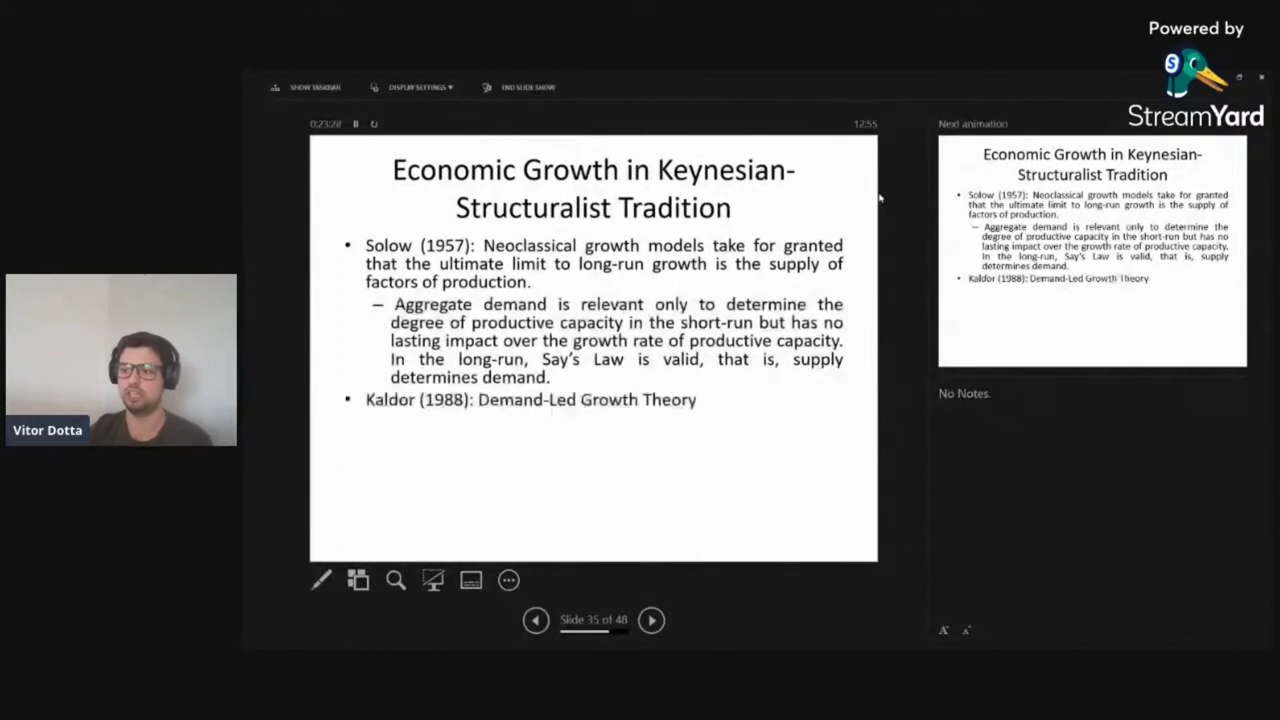 Powered by
StreamYard
SHOW TASKBAR
DISPLAY SETTINGS
END SLIDE SHOW
0:23:28
12:55
Economic Growth in Keynesian-
Structuralist Tradition
• Solow (1957): Neoclassical growth models take for granted
that the ultimate limit to long-run growth is the supply of
factors of production.
– Aggregate demand is relevant only to determine the
degree of productive capacity in the short-run but has no
lasting impact over the growth rate of productive capacity.
In the long-run, Say's Law is valid, that is, supply
determines demand.
• Kaldor (1988): Demand-Led Growth Theory
Slide 35 of 48
Next animation
Economic Growth in Keynesian-
Structuralist Tradition
• Solow (1957): Neoclassical growth models take for granted
that the ultimate limit to long-run growth is the supply of
factors of production.
– Aggregate demand is relevant only to determine the
degree of productive capacity in the short-run but has no
lasting impact over the growth rate of productive capacity.
In the long-run, Say's Law is valid, that is, supply
determines demand.
• Kaldor (1988): Demand-Led Growth Theory
No Notes.
A A
Vitor Dotta